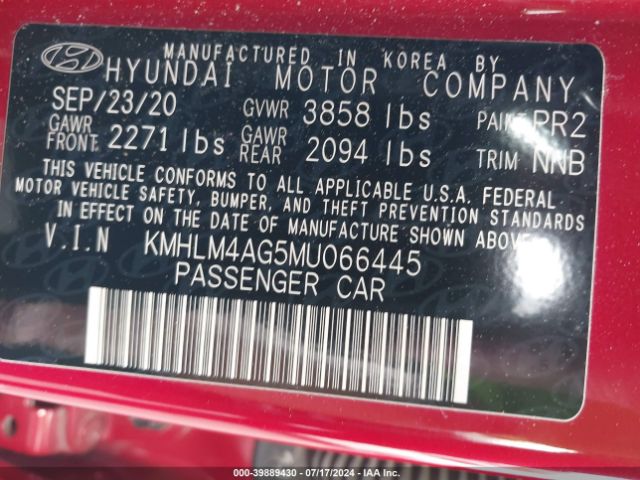 MANUFACTURED IN KOREA BY
HYUNDAI MOTOR COMPANY
SEP/23/20 GVWR 3858 lbs PAINT PR2
GAWR FRONT 2271 lbs GAWR REAR 2094 lbs TRIM NNB
THIS VEHICLE CONFORMS TO ALL APPLICABLE U.S.A. FEDERAL
MOTOR VEHICLE SAFETY, BUMPER, AND THEFT PREVENTION STANDARDS
IN EFFECT ON THE DATE OF MANUFACTURE SHOWN ABOVE
V.I.N KMHLM4AG5MU066445
PASSENGER CAR
000-39889430 - 07/17/2024 - IAA Inc.